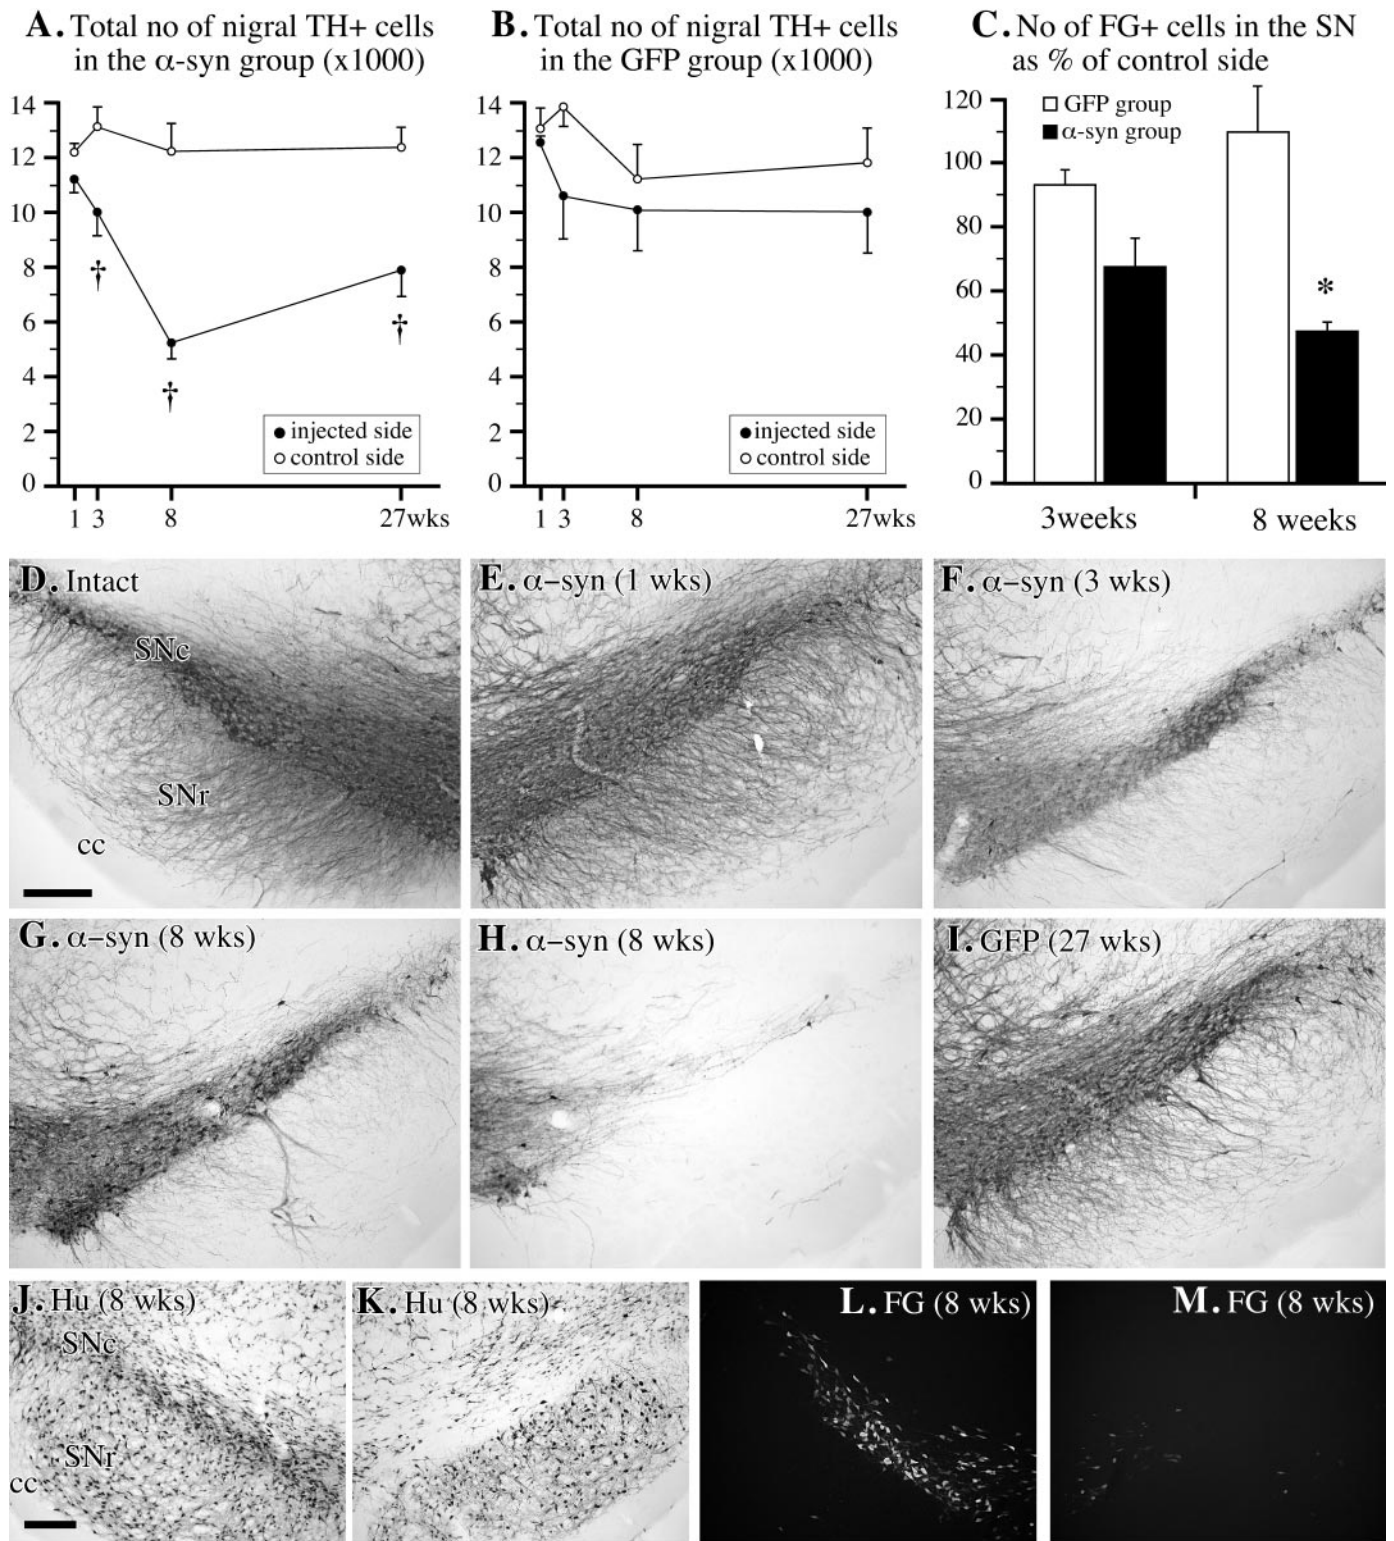 A. Total no of nigral TH+ cells
in the α-syn group (x1000)
14
12
10
8
6
4
2
0
†
†
†
injected side
control side
1 3 8 27wks
B. Total no of nigral TH+ cells
in the GFP group (x1000)
14
12
10
8
6
4
2
0
injected side
control side
1 3 8 27wks
C. No of FG+ cells in the SN
as % of control side
120
100
80
60
40
20
0
GFP group
α-syn group
*
3weeks 8 weeks
D. Intact
SNc
SNr
cc
E. α–syn (1 wks)
F. α–syn (3 wks)
G. α–syn (8 wks)
H. α–syn (8 wks)
I. GFP (27 wks)
J. Hu (8 wks)
SNc
SNr
cc
K. Hu (8 wks)
L. FG (8 wks)
M. FG (8 wks)